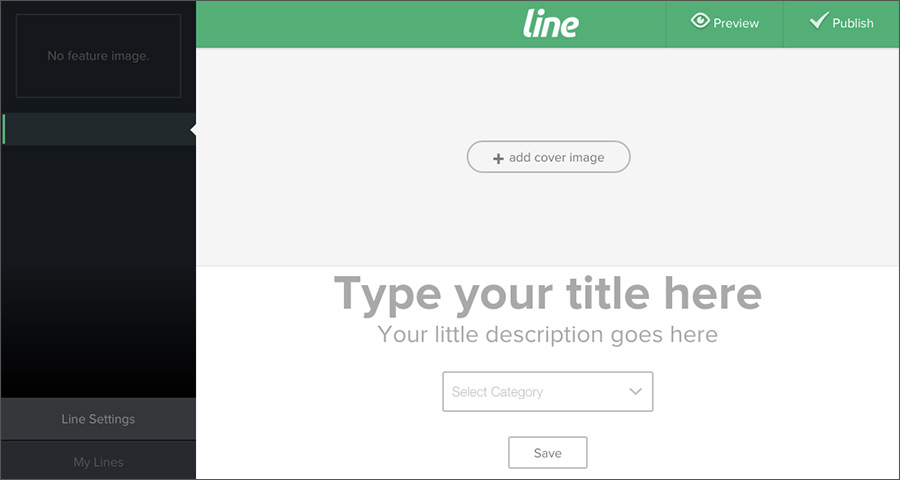 No feature image.
line
Preview
Publish
+ add cover image
Type your title here
Your little description goes here
Select Category
Save
Line Settings
My Lines